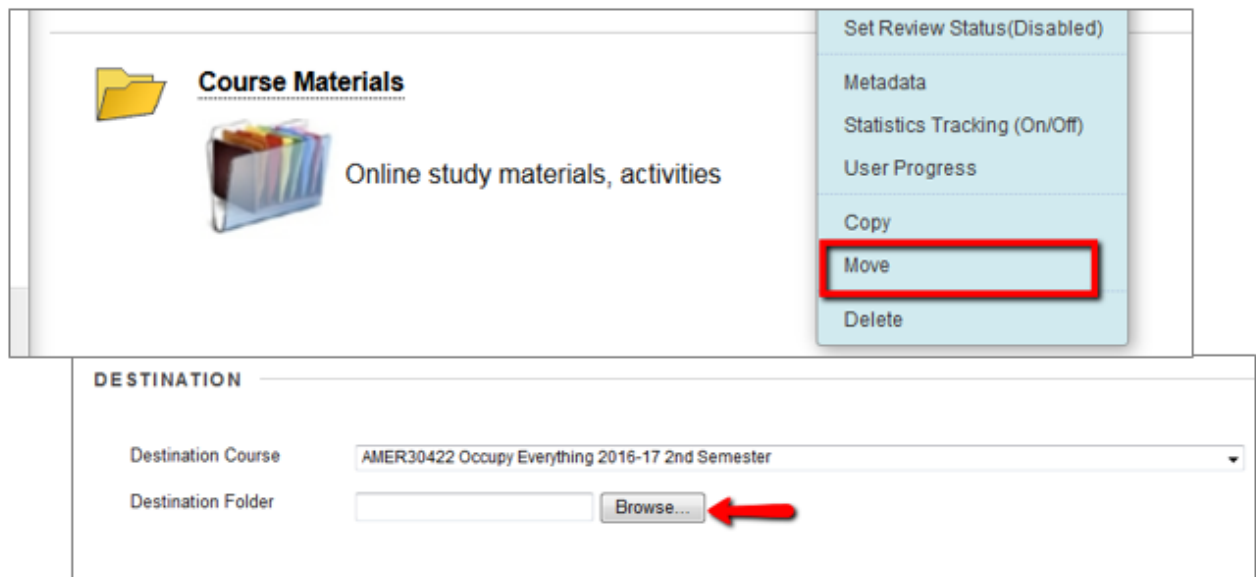 Set Review Status(Disabled)
Course Materials
Metadata
Statistics Tracking (On/Off)
Online study materials, activities
User Progress
Copy
Move
Delete
DESTINATION
Destination Course
AMER30422 Occupy Everything 2016-17 2nd Semester
Destination Folder
Browse...